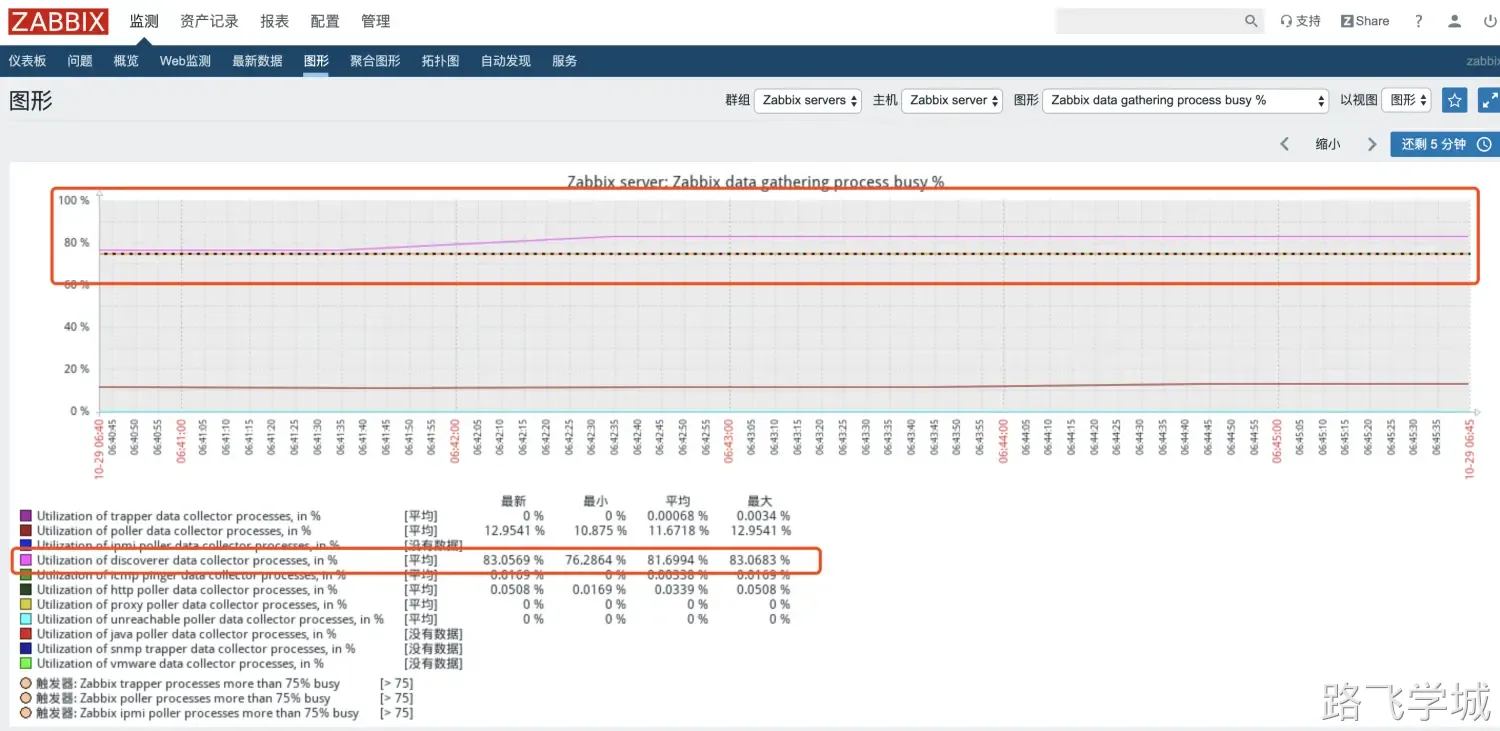 ZABBIX 监测 资产记录 报表 配置 管理 支持 Z Share ?
仪表板 问题 概览 Web监测 最新数据 图形 聚合图形 拓扑图 自动发现 服务 zabbix
图形 群组 Zabbix servers 主机 Zabbix server 图形 Zabbix data gathering process busy % 以视图 图形
缩小 还剩 5 分钟
Zabbix server: Zabbix data gathering process busy %
100 %
80 %
60 %
40 %
20 %
0 %
10-29 06:40 06:40:45 06:40:50 06:40:55 06:41:00 06:41:05 06:41:10 06:41:15 06:41:20 06:41:25 06:41:30 06:41:35 06:41:40 06:41:45 06:41:50 06:41:55 06:42:00 06:42:05 06:42:10 06:42:15 06:42:20 06:42:25 06:42:30 06:42:35 06:42:40 06:42:45 06:42:50 06:42:55 06:43:00 06:43:05 06:43:10 06:43:15 06:43:20 06:43:25 06:43:30 06:43:35 06:43:40 06:43:45 06:43:50 06:43:55 06:44:00 06:44:05 06:44:10 06:44:15 06:44:20 06:44:25 06:44:30 06:44:35 06:44:40 06:44:45 06:44:50 06:44:55 06:45:00 06:45:05 06:45:10 06:45:15 06:45:20 06:45:25 06:45:30 06:45:35 10-29 06:45
最新 最小 平均 最大
Utilization of trapper data collector processes, in % [平均] 0 % 0 % 0.00068 % 0.0034 %
Utilization of poller data collector processes, in % [平均] 12.9541 % 10.875 % 11.6718 % 12.9541 %
Utilization of ipmi poller data collector processes, in % [没有数据]
Utilization of discoverer data collector processes, in % [平均] 83.0569 % 76.2864 % 81.6994 % 83.0683 %
Utilization of icmp pinger data collector processes, in % [平均] 0.0169 % 0 % 0.00338 % 0.0169 %
Utilization of http poller data collector processes, in % [平均] 0.0508 % 0.0169 % 0.0339 % 0.0508 %
Utilization of proxy poller data collector processes, in % [平均] 0 % 0 % 0 % 0 %
Utilization of unreachable poller data collector processes, in % [平均] 0 % 0 % 0 % 0 %
Utilization of java poller data collector processes, in % [没有数据]
Utilization of snmp trapper data collector processes, in % [没有数据]
Utilization of vmware data collector processes, in % [没有数据]
触发器: Zabbix trapper processes more than 75% busy [> 75]
触发器: Zabbix poller processes more than 75% busy [> 75]
触发器: Zabbix ipmi poller processes more than 75% busy [> 75]
路飞学城